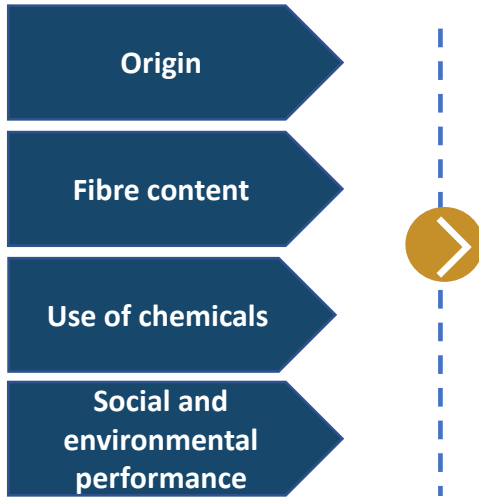 Origin
Fibre content
Use of chemicals
Social and
environmental
performance